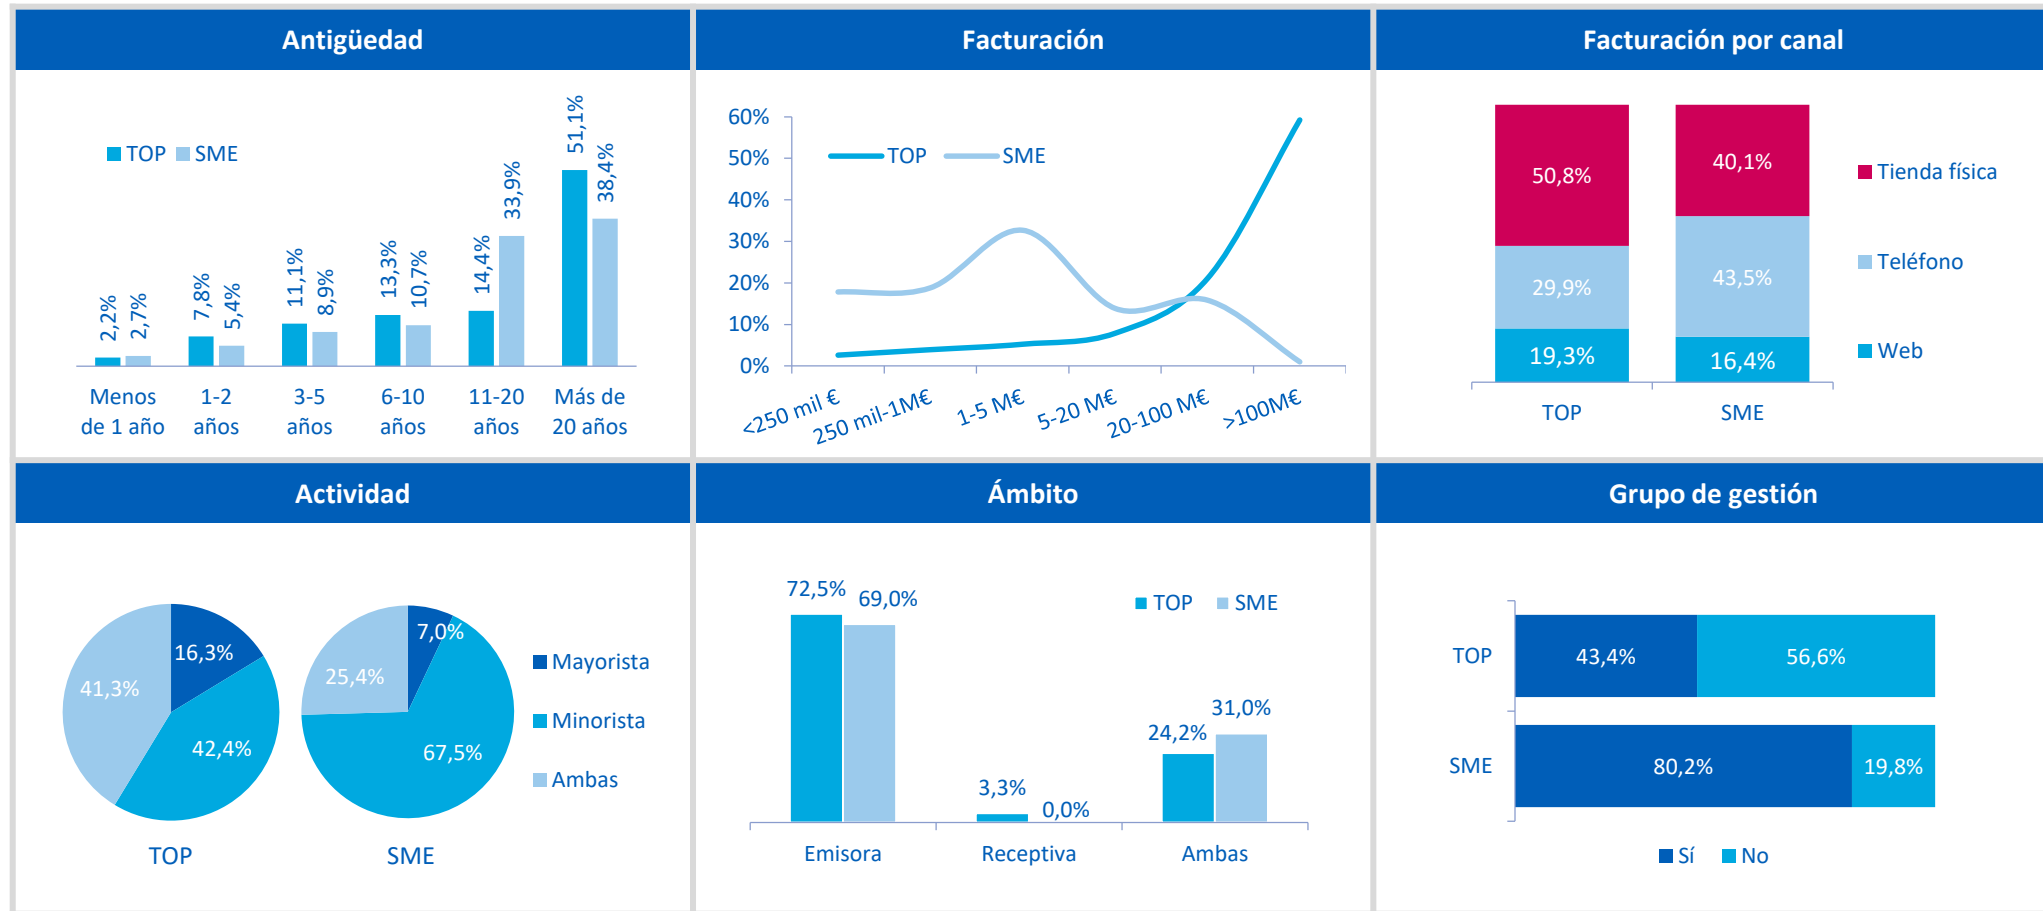 Antigüedad
TOP SME
2,2%
2,7%
7,8%
5,4%
11,1%
8,9%
13,3%
10,7%
14,4%
33,9%
51,1%
38,4%
Menos
de 1 año
1-2
años
3-5
años
6-10
años
11-20
años
Más de
20 años
Facturación
60%
50%
40%
30%
20%
10%
0%
TOP SME
<250 mil €
250 mil-1M€
1-5 M€
5-20 M€
20-100 M€
>100M€
Facturación por canal
50,8%
29,9%
19,3%
40,1%
43,5%
16,4%
TOP
SME
Tienda física
Teléfono
Web
Actividad
16,3%
42,4%
41,3%
TOP
7,0%
67,5%
25,4%
SME
Mayorista
Minorista
Ambas
Ámbito
TOP SME
72,5%
69,0%
3,3%
0,0%
24,2%
31,0%
Emisora
Receptiva
Ambas
Grupo de gestión
TOP
43,4%
56,6%
SME
80,2%
19,8%
Sí No